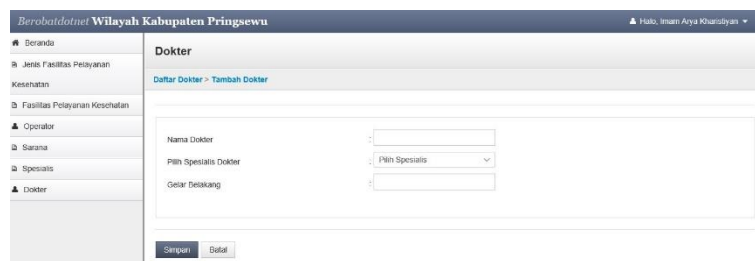 Berobatdotnet Wilayah Kabupaten Pringsewu
Halo, Imam Arya Kharistiyan
Beranda
Jenis Fasilitas Pelayanan
Kesehatan
Fasilitas Pelayanan Kesehatan
Operator
Sarana
Spesialis
Dokter
Dokter
Daftar Dokter > Tambah Dokter
Nama Dokter :
Pilih Spesialis Dokter : Pilih Spesialis
Gelar Belakang :
Simpan Batal